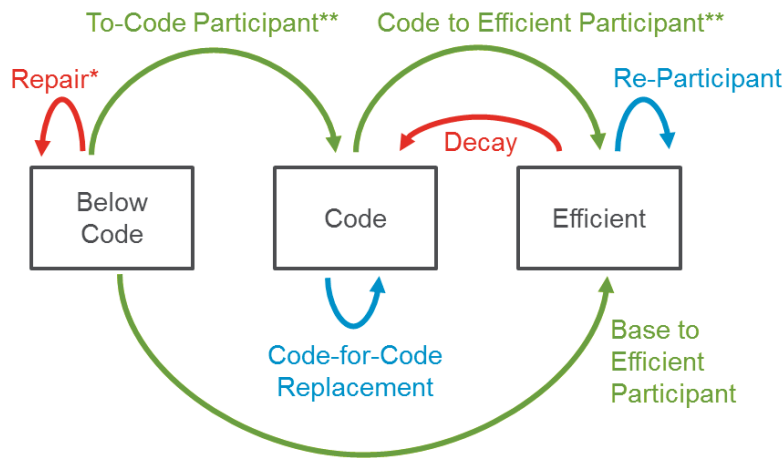 To-Code Participant**
Code to Efficient Participant**
Repair*
Re-Participant
Decay
Below
Code
Code
Efficient
Code-for-Code
Replacement
Base to
Efficient
Participant